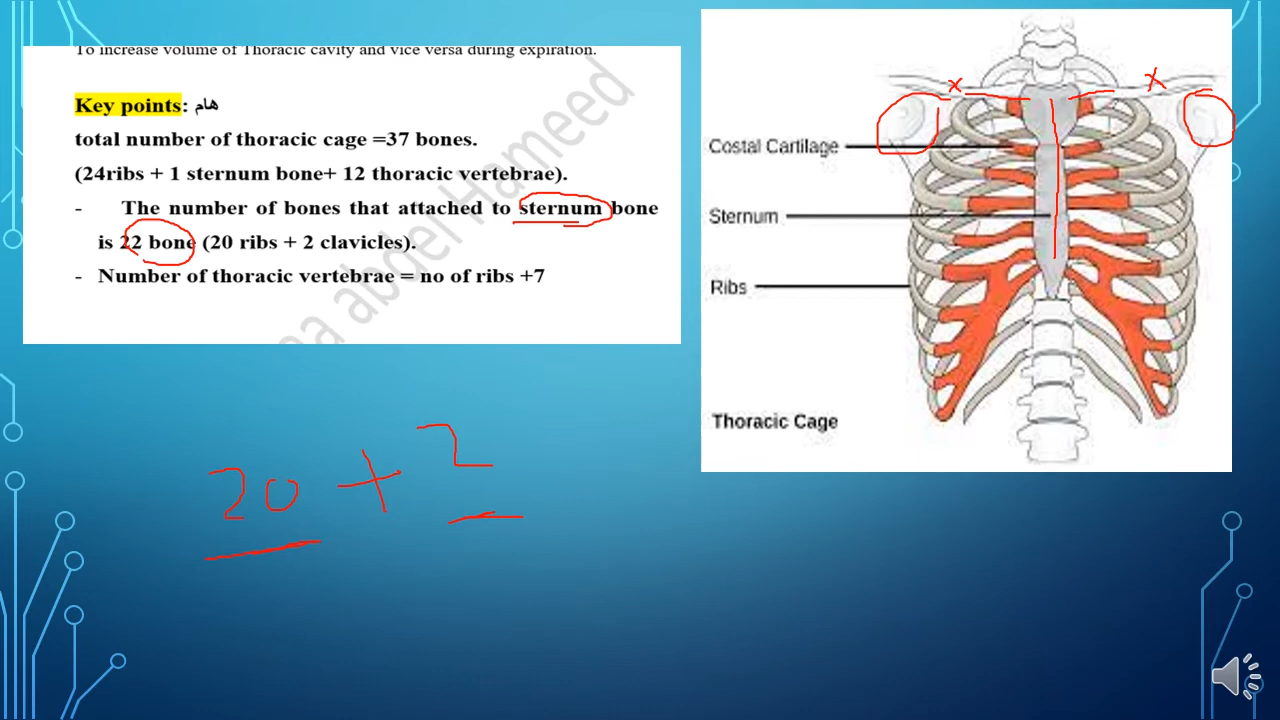 To increase volume of Thoracic cavity and vice versa during expiration.
Key points: هام
total number of thoracic cage =37 bones.
(24ribs + 1 sternum bone+ 12 thoracic vertebrae).
- The number of bones that attached to sternum bone
is 22 bone (20 ribs + 2 clavicles).
- Number of thoracic vertebrae = no of ribs +7
abdel Hameed
20 + 2
x x
Costal Cartilage
Sternum
Ribs
Thoracic Cage